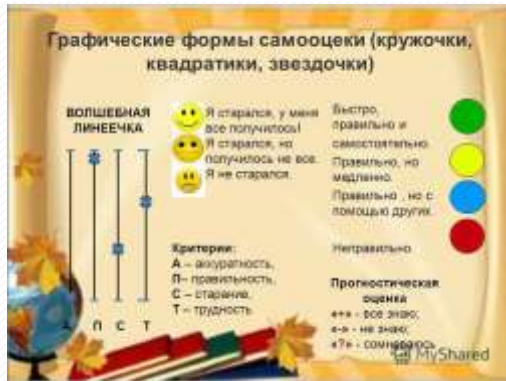 Графические формы самооцеки (кружочки,
квадратики, звездочки)
ВОЛШЕБНАЯ
ЛИНЕЕЧКА
А П С Т
Я старался, у меня
все получилось!
Я старался, но
получилось не все.
Я не старался.
Критерии:
А – аккуратность,
П– правильность,
С – старание,
Т – трудность.
Быстро,
правильно и
самостоятельно.
Правильно, но
медленно.
Правильно , но с
помощью других.
Неправильно.
Прогностическая
оценка
«+» - все знаю;
«-» - не знаю;
«?» - сомневаюсь
MyShared